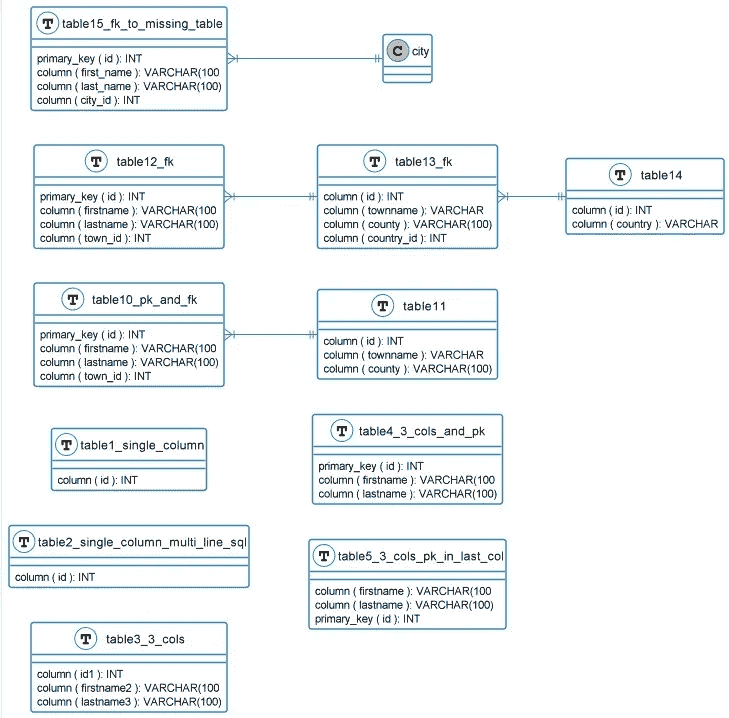 T table15_fk_to_missing_table
primary_key ( id ): INT
column ( first_name ): VARCHAR(100
column ( last_name ): VARCHAR(100)
column ( city_id ): INT
C city
T table12_fk
primary_key ( id ): INT
column ( firstname ): VARCHAR(100
column ( lastname ): VARCHAR(100)
column ( town_id ): INT
T table13_fk
column ( id ): INT
column ( townname ): VARCHAR
column ( county ): VARCHAR(100)
column ( country_id ): INT
T table14
column ( id ): INT
column ( country ): VARCHAR
T table10_pk_and_fk
primary_key ( id ): INT
column ( firstname ): VARCHAR(100
column ( lastname ): VARCHAR(100)
column ( town_id ): INT
T table11
column ( id ): INT
column ( townname ): VARCHAR
column ( county ): VARCHAR(100)
T table1_single_column
column ( id ): INT
T table4_3_cols_and_pk
primary_key ( id ): INT
column ( firstname ): VARCHAR(100
column ( lastname ): VARCHAR(100)
T table2_single_column_multi_line_sql
column ( id ): INT
T table5_3_cols_pk_in_last_col
column ( firstname ): VARCHAR(100
column ( lastname ): VARCHAR(100)
primary_key ( id ): INT
T table3_3_cols
column ( id1 ): INT
column ( firstname2 ): VARCHAR(100
column ( lastname3 ): VARCHAR(100)